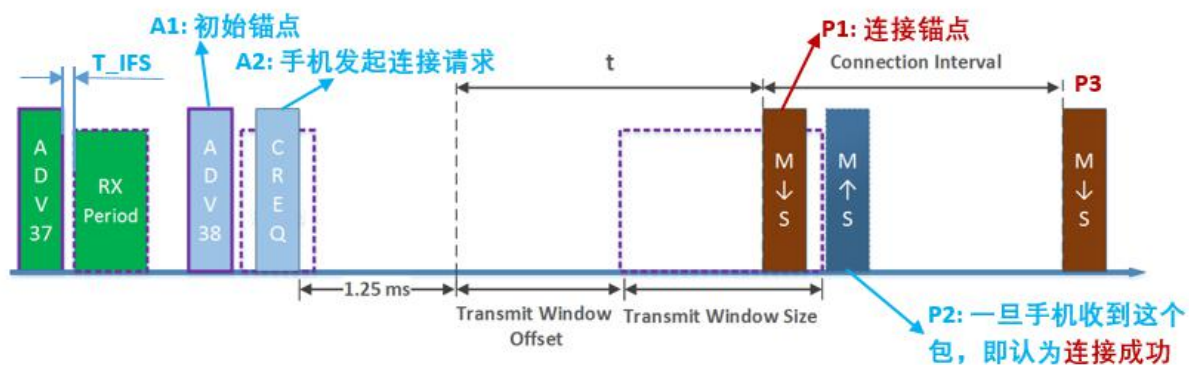 A1: 初始锚点
P1: 连接锚点
T_IFS
A2: 手机发起连接请求
t
Connection Interval
P3
A
D
V
37
RX
Period
A
D
V
38
C
R
E
Q
M
↓
S
M
↑
S
M
↓
S
1.25 ms
Transmit Window
Offset
Transmit Window Size
P2: 一旦手机收到这个
包，即认为连接成功